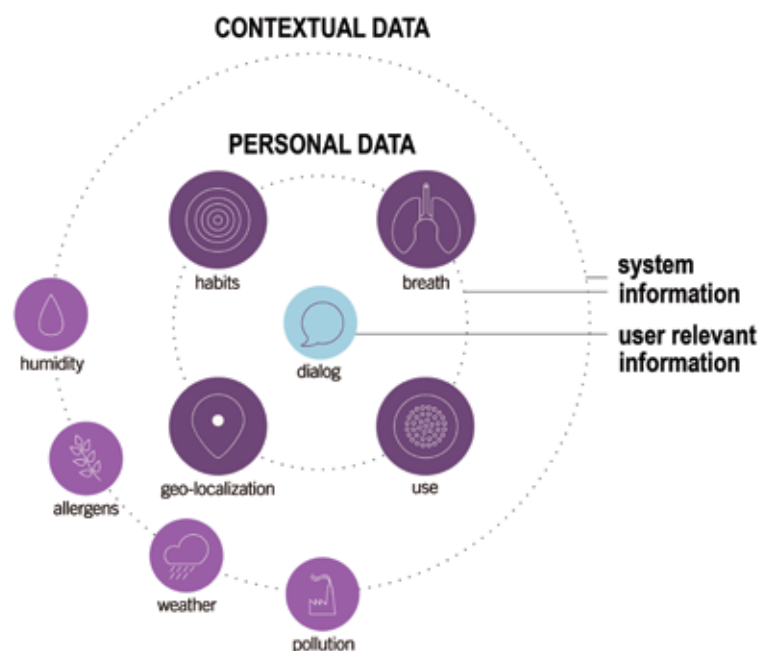 CONTEXTUAL DATA
PERSONAL DATA
habits
breath
system
information
humidity
dialog
user relevant
information
geo-localization
use
allergens
weather
pollution